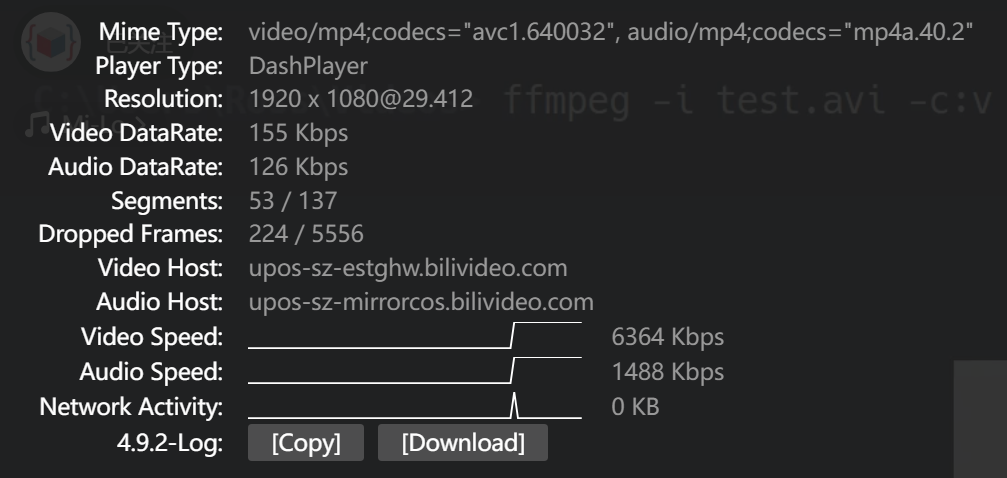 Mime Type: video/mp4;codecs="avc1.640032", audio/mp4;codecs="mp4a.40.2"
已关注
Player Type: DashPlayer
Resolution: 1920 x 1080@29.412
ffmpeg -i test.avi -c:v
Video DataRate: 155 Kbps
Audio DataRate: 126 Kbps
Segments: 53 / 137
Dropped Frames: 224 / 5556
Video Host: upos-sz-estghw.bilivideo.com
Audio Host: upos-sz-mirrorcos.bilivideo.com
Video Speed: 6364 Kbps
Audio Speed: 1488 Kbps
Network Activity: 0 KB
4.9.2-Log: [Copy] [Download]